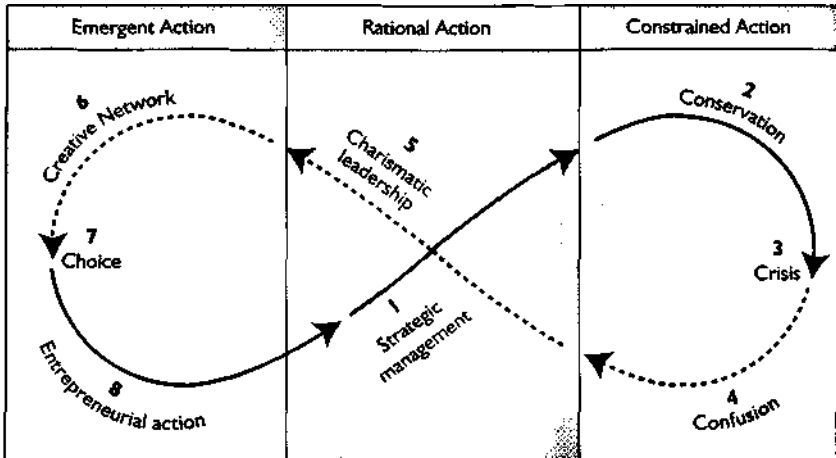 Emergent Action
Rational Action
Constrained Action
6
Creative Network
7
Choice
8
Entrepreneurial action
5
Charismatic
leadership
1
Strategic
management
2
Conservation
3
Crisis
4
Confusion